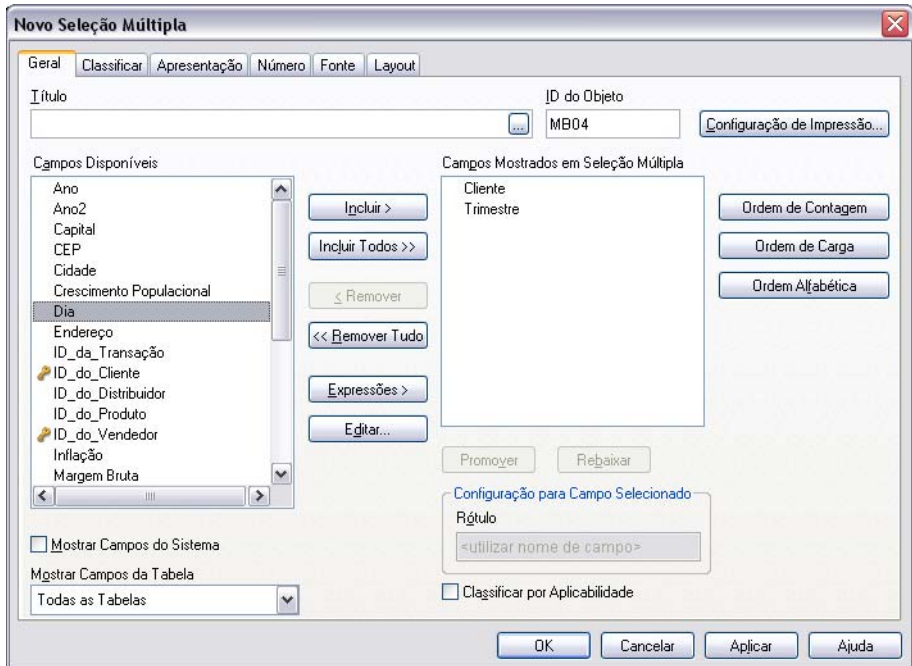 Novo Seleção Múltipla
Geral Classificar Apresentação Número Fonte Layout
Título
ID do Objeto
...
MB04
Configuração de Impressão...
Campos Disponíveis
Ano
Ano2
Capital
CEP
Cidade
Crescimento Populacional
Dia
Endereço
ID_da_Transação
ID_do_Cliente
ID_do_Distribuidor
ID_do_Produto
ID_do_Vendedor
Inflação
Margem Bruta
Incluir >
Incluir Todos >>
< Remover
<< Remover Tudo
Expressões >
Editar...
Campos Mostrados em Seleção Múltipla
Cliente
Trimestre
Ordem de Contagem
Ordem de Carga
Ordem Alfabética
Promover Rebaixar
Configuração para Campo Selecionado
Rótulo
<utilizar nome de campo>
Mostrar Campos do Sistema
Mostrar Campos da Tabela
Todas as Tabelas
Classificar por Aplicabilidade
OK Cancelar Aplicar Ajuda